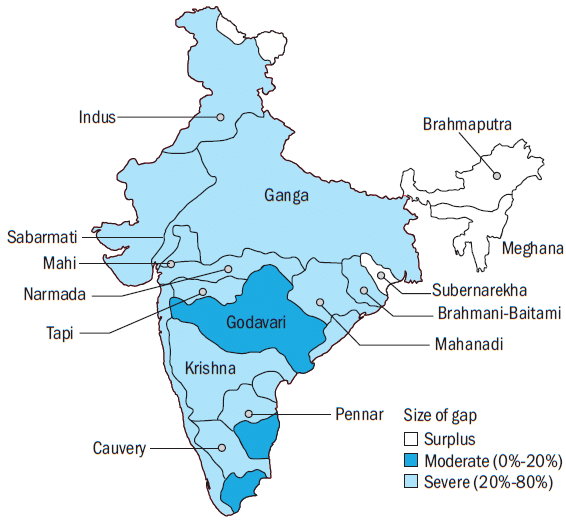 Indus
Brahmaputra
Ganga
Sabarmati
Meghana
Mahi
Narmada
Subernarekha
Brahmani-Baitami
Tapi
Godavari
Mahanadi
Krishna
Pennar
Cauvery
Size of gap
Surplus
Moderate (0%-20%)
Severe (20%-80%)